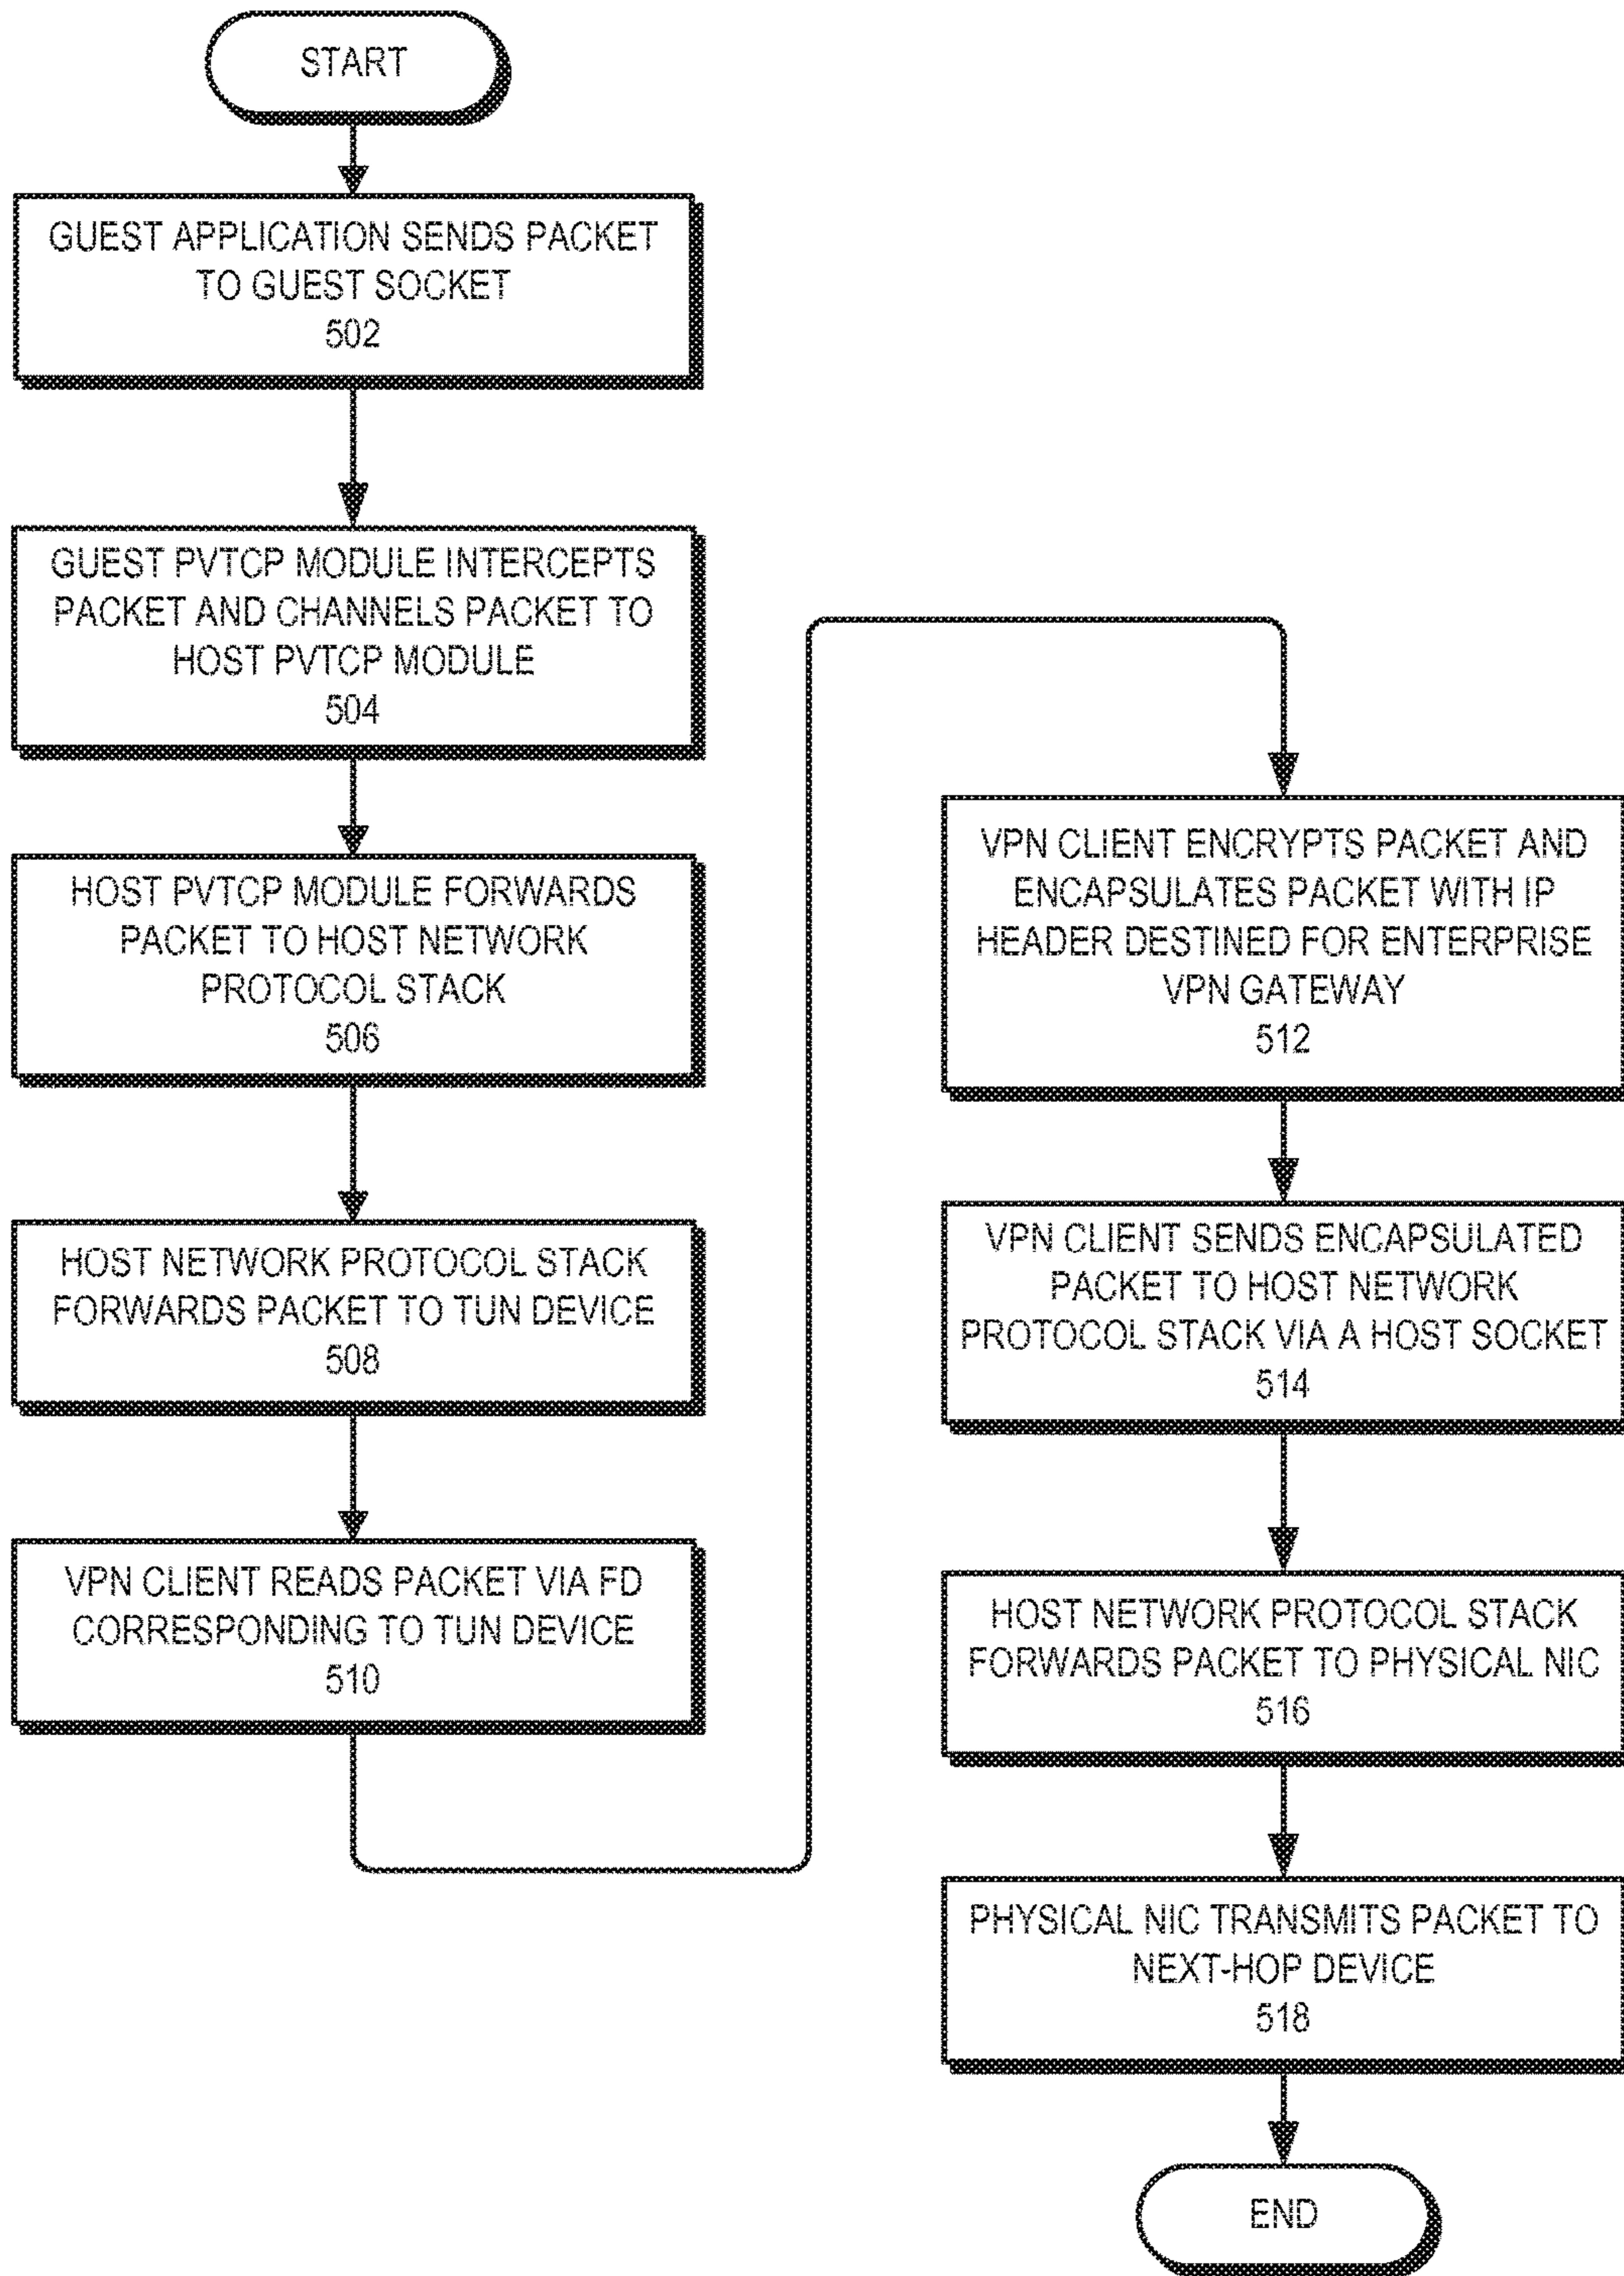 START
GUEST APPLICATION SENDS PACKET
TO GUEST SOCKET
502
GUEST PVTCP MODULE INTERCEPTS
PACKET AND CHANNELS PACKET TO
HOST PVTCP MODULE
504
HOST PVTCP MODULE FORWARDS
PACKET TO HOST NETWORK
PROTOCOL STACK
506
HOST NETWORK PROTOCOL STACK
FORWARDS PACKET TO TUN DEVICE
508
VPN CLIENT READS PACKET VIA FD
CORRESPONDING TO TUN DEVICE
510
VPN CLIENT ENCRYPTS PACKET AND
ENCAPSULATES PACKET WITH IP
HEADER DESTINED FOR ENTERPRISE
VPN GATEWAY
512
VPN CLIENT SENDS ENCAPSULATED
PACKET TO HOST NETWORK
PROTOCOL STACK VIA A HOST SOCKET
514
HOST NETWORK PROTOCOL STACK
FORWARDS PACKET TO PHYSICAL NIC
516
PHYSICAL NIC TRANSMITS PACKET TO
NEXT-HOP DEVICE
518
END